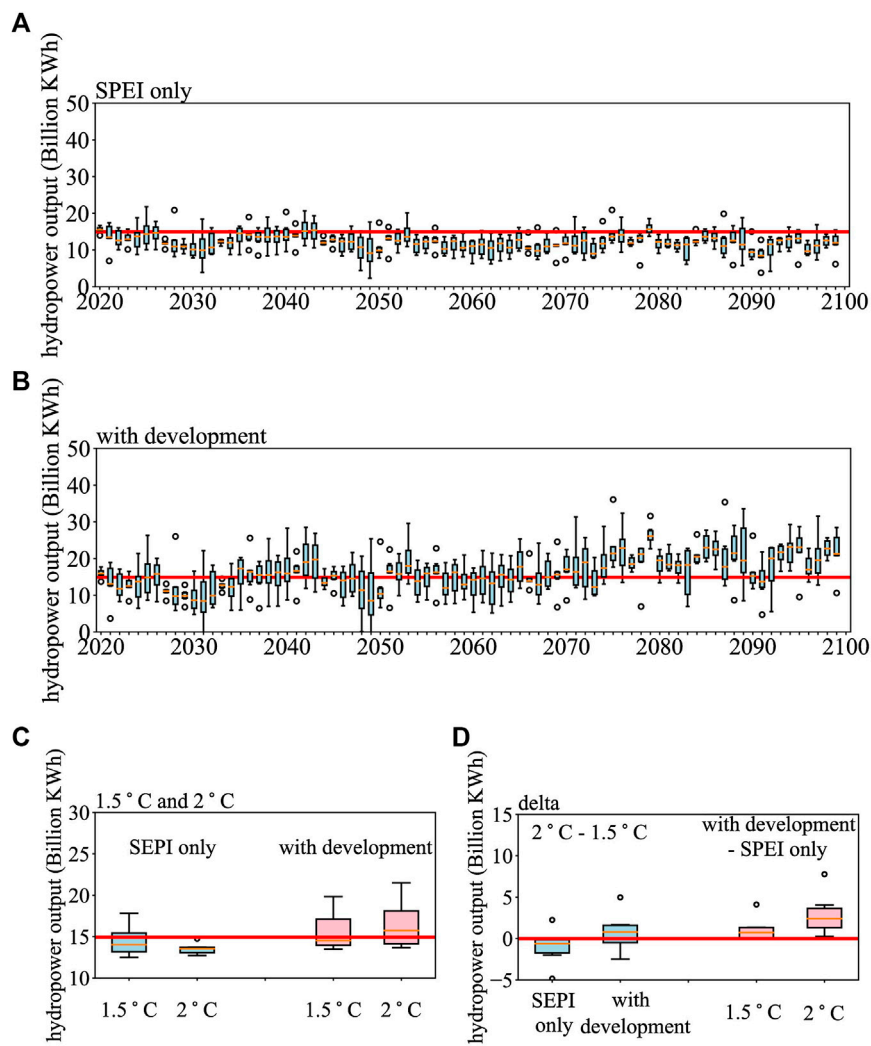 A
SPEI only
hydropower output (Billion KWh)
50
40
30
20
10
0
2020 2030 2040 2050 2060 2070 2080 2090 2100
B
with development
hydropower output (Billion KWh)
50
40
30
20
10
0
2020 2030 2040 2050 2060 2070 2080 2090 2100
C
1.5°C and 2°C
hydropower output (Billion KWh)
30
25
20
15
10
SEPI only with development
1.5°C 2°C 1.5°C 2°C
D
delta
hydropower output (Billion KWh)
15
10
5
0
−5
2°C - 1.5°C
with development
- SPEI only
SEPI
only
with
development
1.5°C 2°C